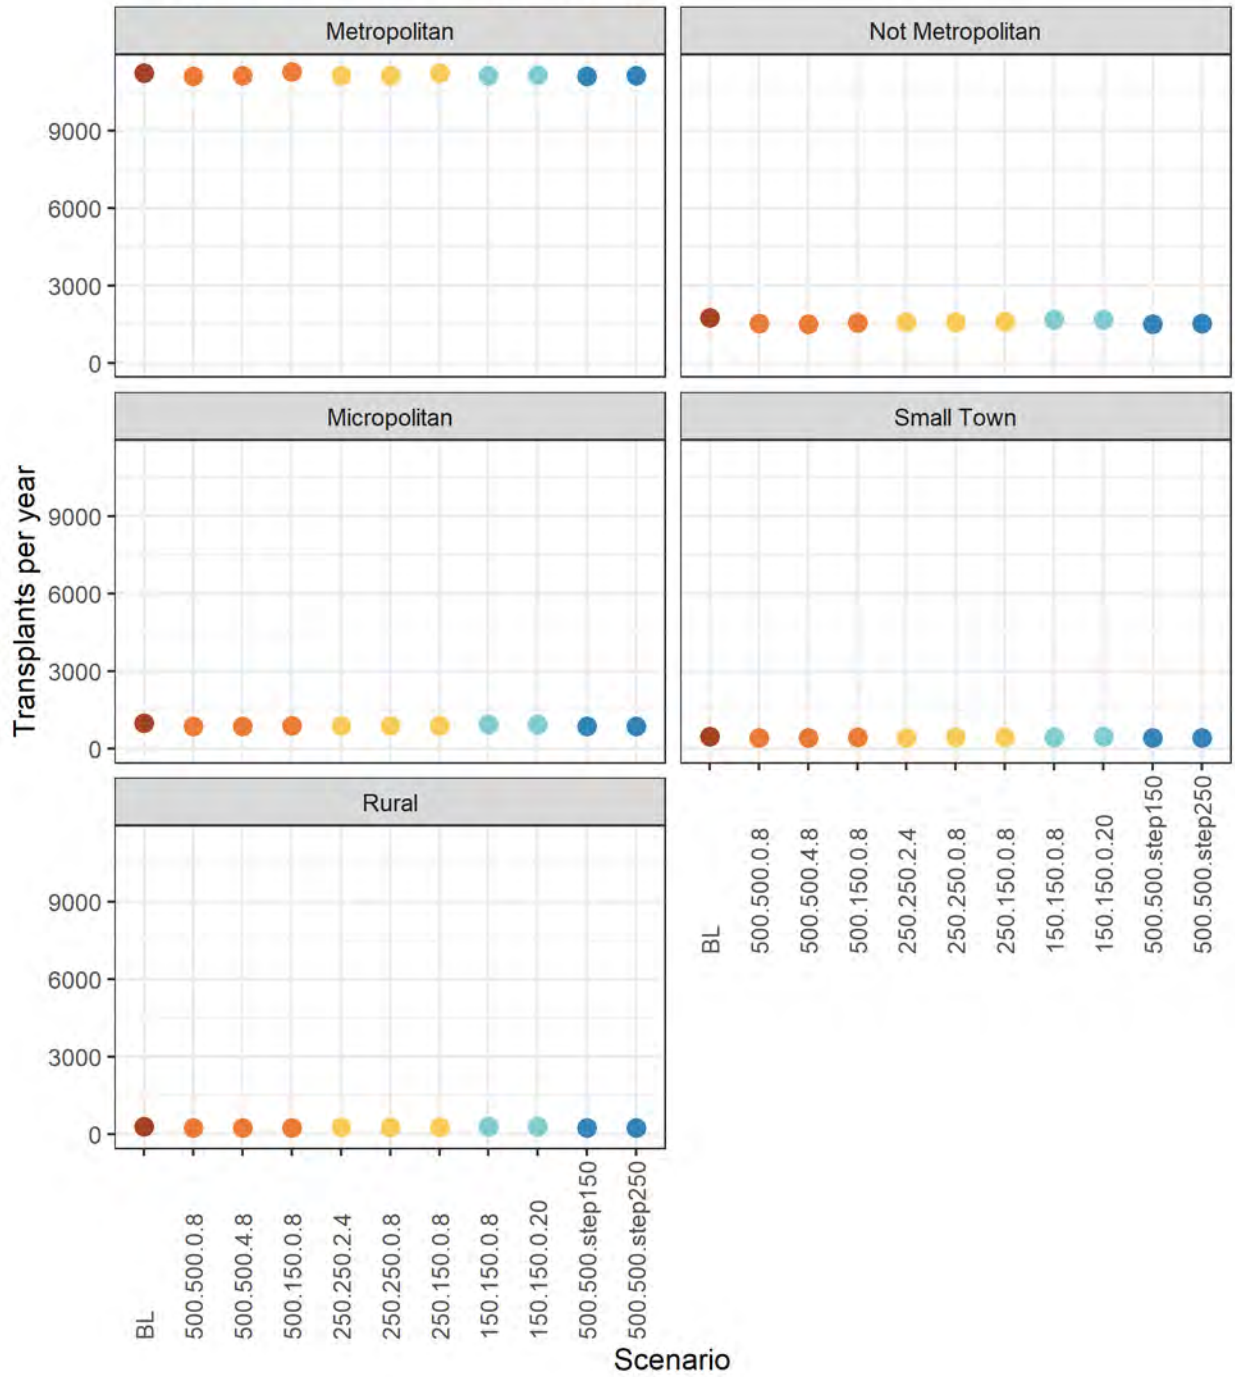 Metropolitan
Not Metropolitan
9000
6000
3000
0
Micropolitan
Small Town
Transplants per year
9000
6000
3000
0
BL
500.500.0.8
500.500.4.8
500.150.0.8
250.250.2.4
250.250.0.8
250.150.0.8
150.150.0.8
150.150.0.20
500.500.step150
500.500.step250
Rural
9000
6000
3000
0
BL
500.500.0.8
500.500.4.8
500.150.0.8
250.250.2.4
250.250.0.8
250.150.0.8
150.150.0.8
150.150.0.20
500.500.step150
500.500.step250
Scenario